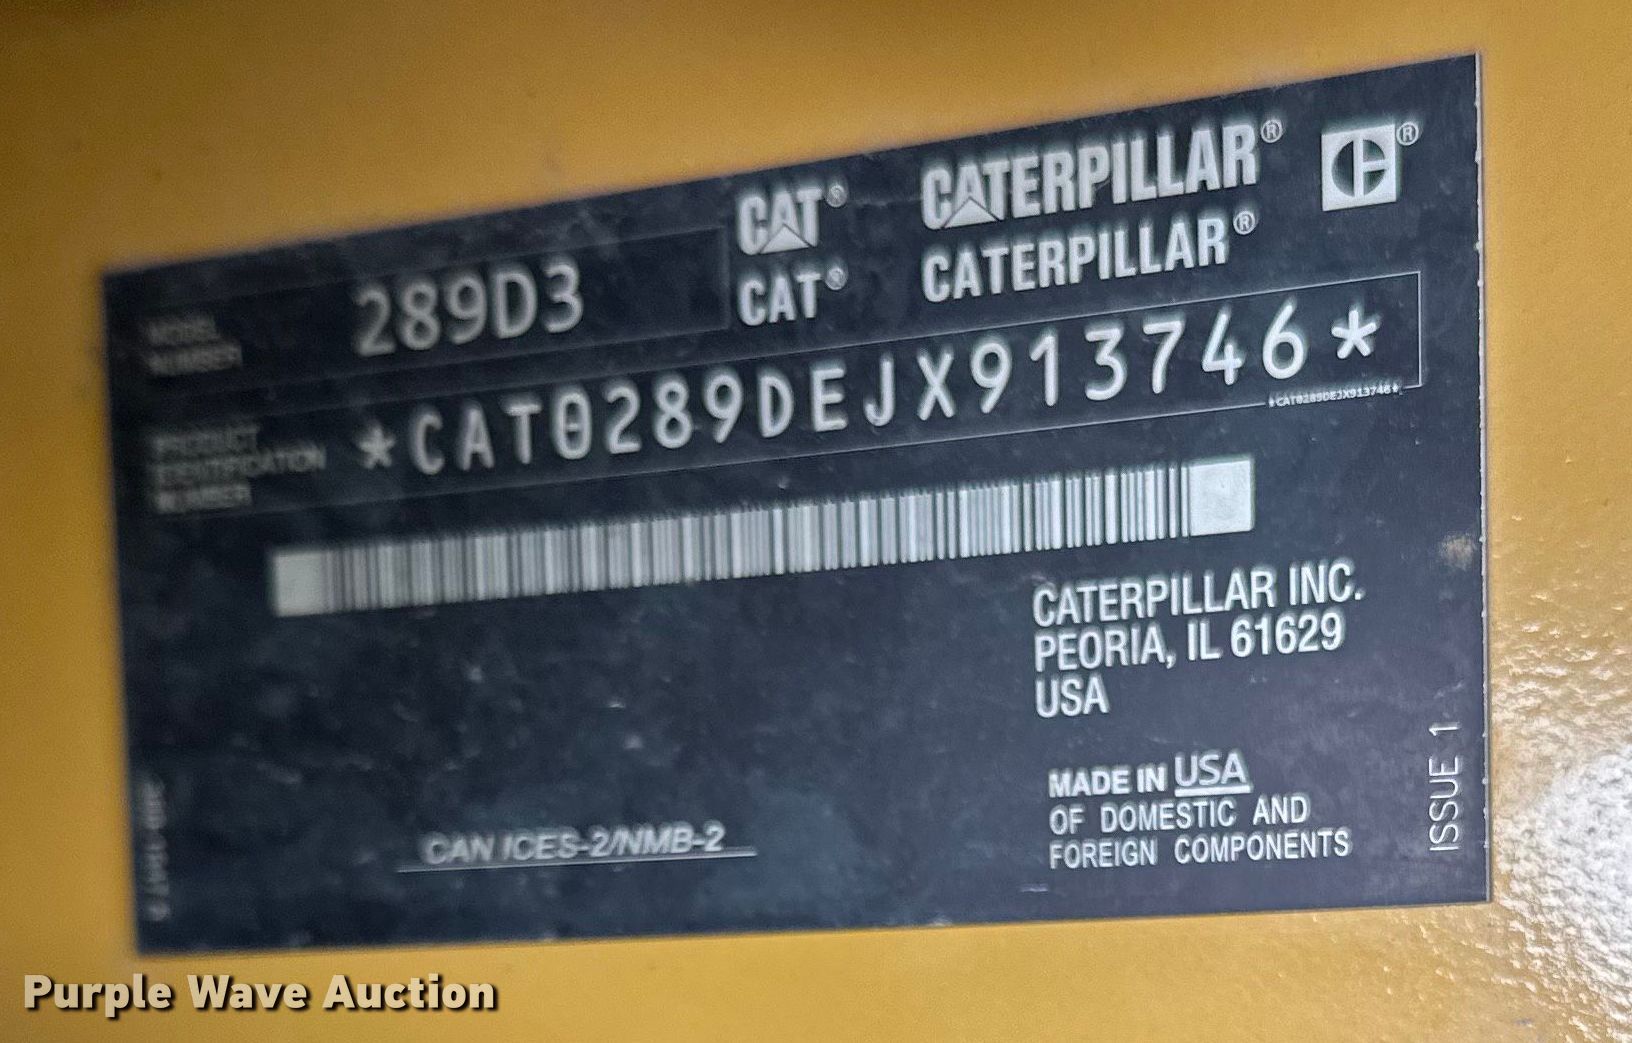 CAT® CATERPILLAR® ®
CAT® CATERPILLAR®
MODEL
NUMBER
289D3
PRODUCT
IDENTIFICATION
NUMBER
*CAT0289DEJX913746*
*CAT0289DEJX913746*
CATERPILLAR INC.
PEORIA, IL 61629
USA
MADE IN USA
OF DOMESTIC AND
FOREIGN COMPONENTS
CAN ICES-2/NMB-2
ISSUE 1
Purple Wave Auction